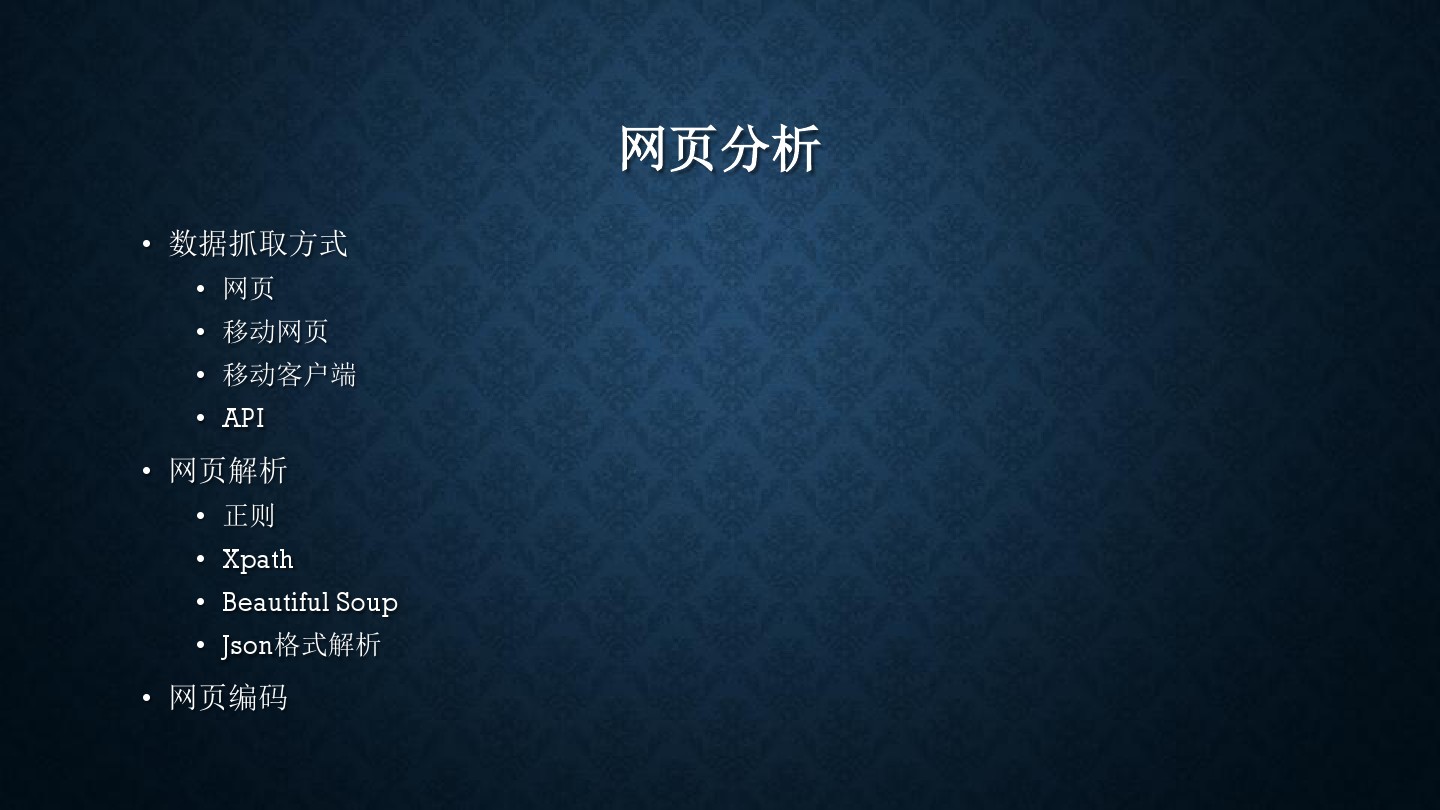 网页分析
• 数据抓取方式
• 网页
• 移动网页
• 移动客户端
• API
• 网页解析
• 正则
• Xpath
• Beautiful Soup
• Json格式解析
• 网页编码